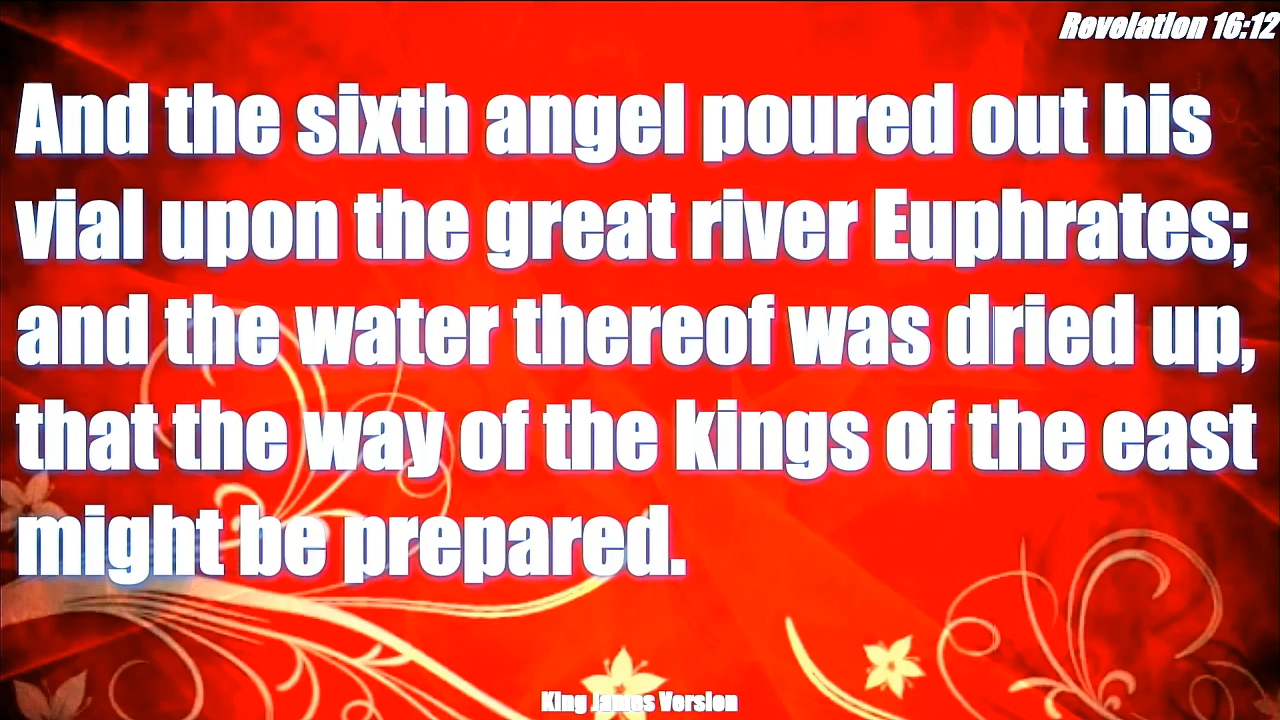 Revelation 16:12
And the sixth angel poured out his
vial upon the great river Euphrates;
and the water thereof was dried up,
that the way of the kings of the east
might be prepared.
King James Version